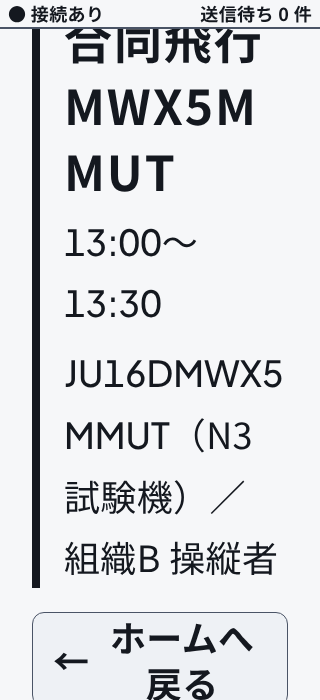 ● 接続あり
送信待ち 0 件
合同飛行
MWX5M
MUT
13:00〜
13:30
JU16DMWX5
MMUT（N3
試験機）／
組織B 操縦者
← ホームへ
戻る